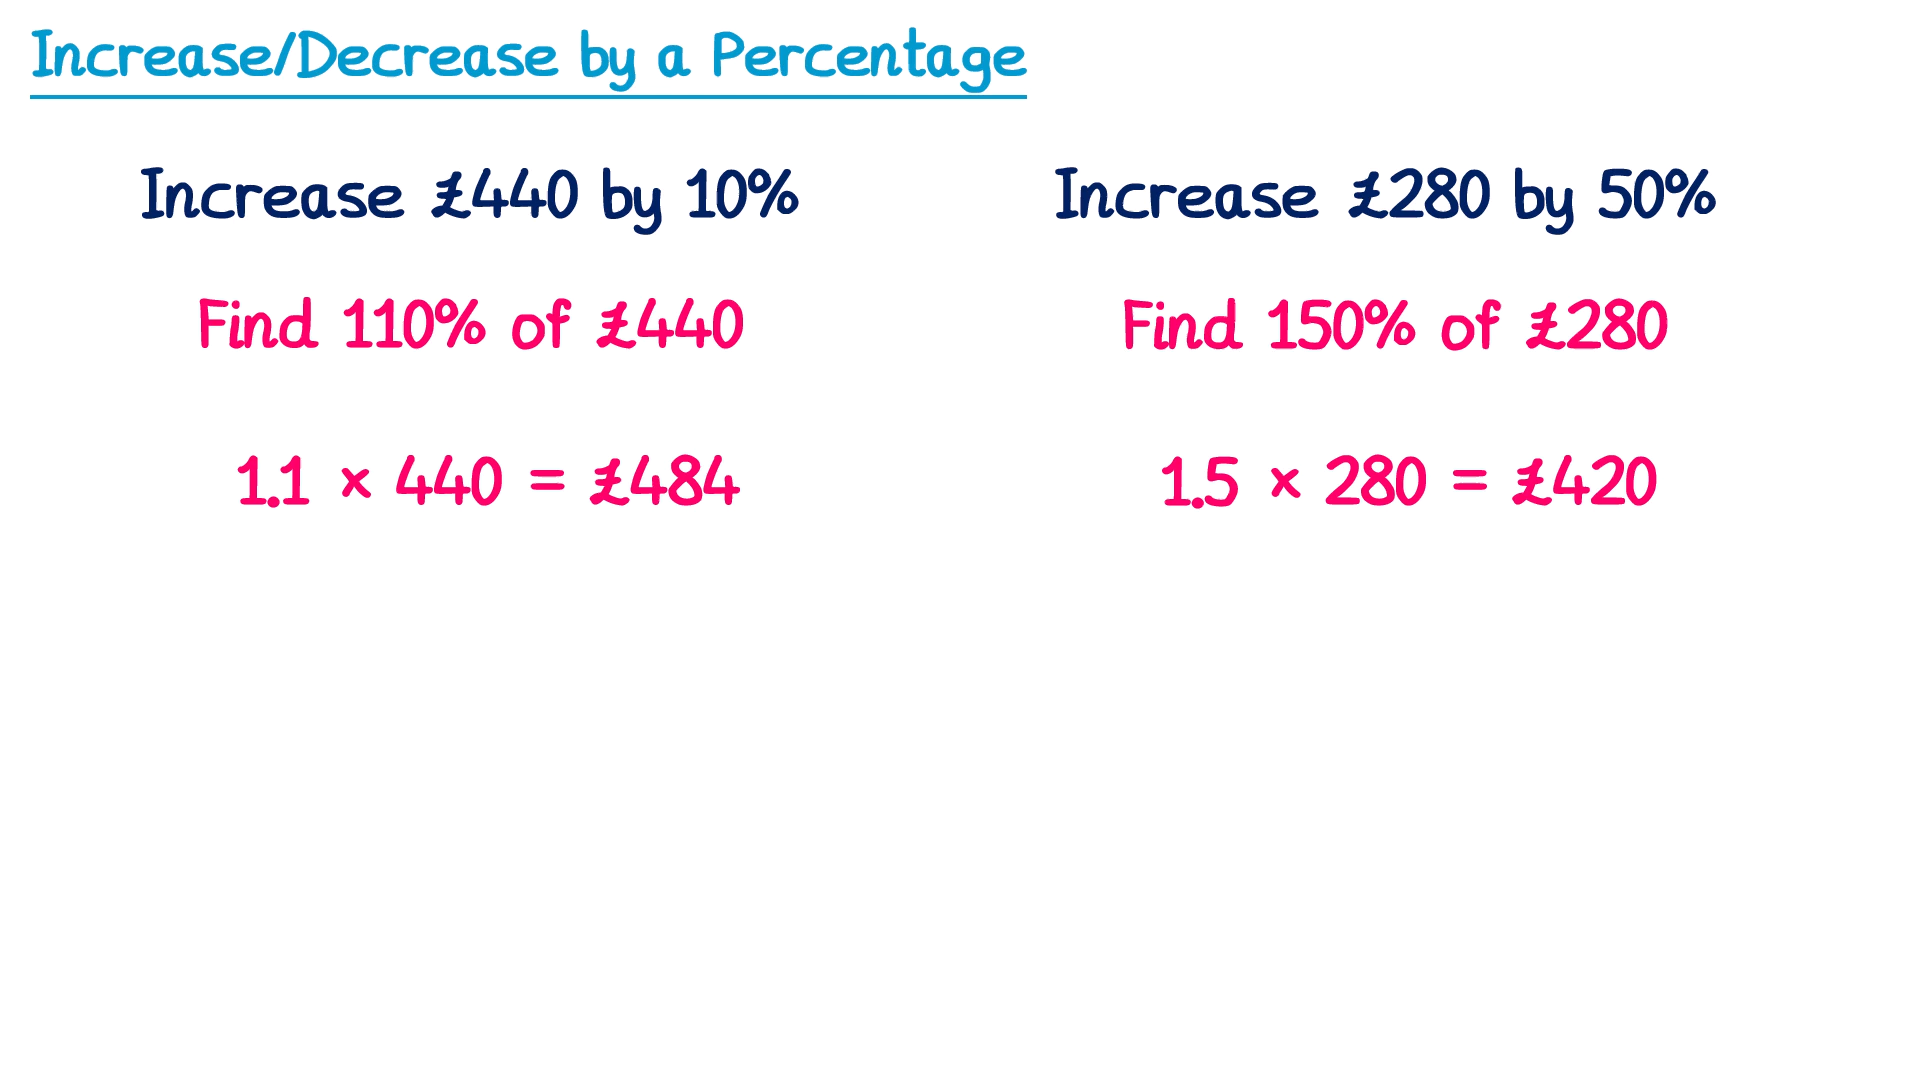 Increase/Decrease by a Percentage
Increase £440 by 10%
Find 110% of £440
1.1 × 440 = £484
Increase £280 by 50%
Find 150% of £280
1.5 × 280 = £420